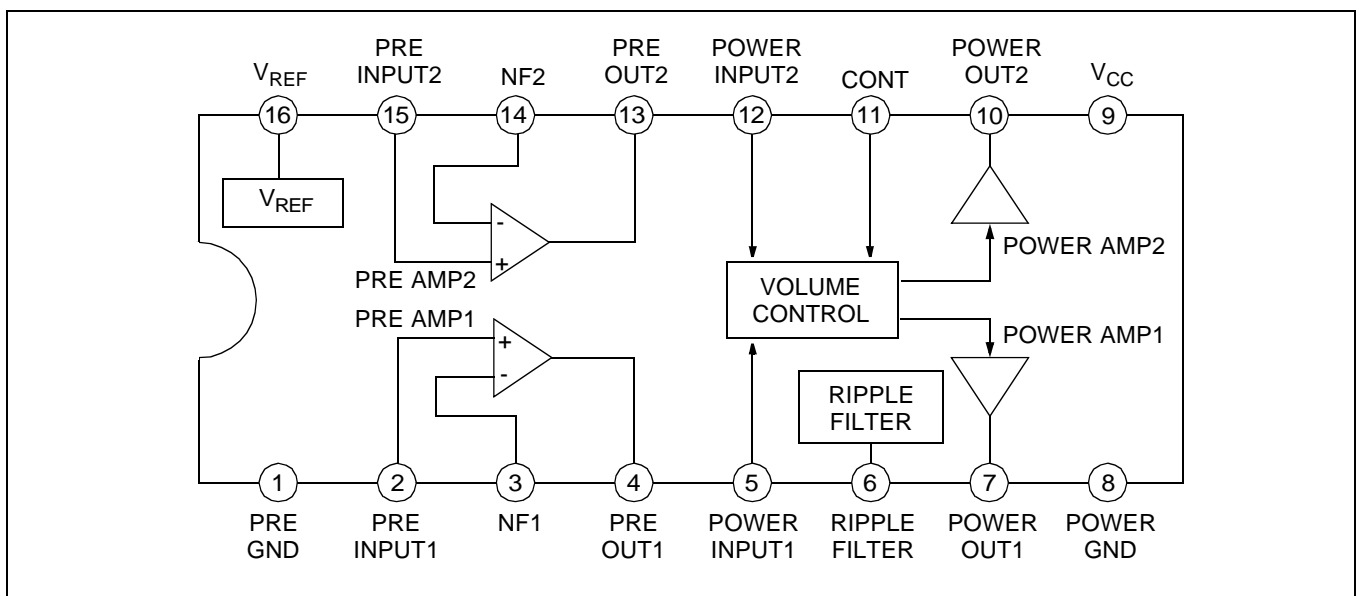 V_REF
PRE
INPUT2
NF2
PRE
OUT2
POWER
INPUT2
CONT
POWER
OUT2
V_CC
16
15
14
13
12
11
10
9
V_REF
-
+
PRE AMP2
PRE AMP1
+
-
VOLUME
CONTROL
POWER AMP2
POWER AMP1
RIPPLE
FILTER
1
2
3
4
5
6
7
8
PRE
GND
PRE
INPUT1
NF1
PRE
OUT1
POWER
INPUT1
RIPPLE
FILTER
POWER
OUT1
POWER
GND